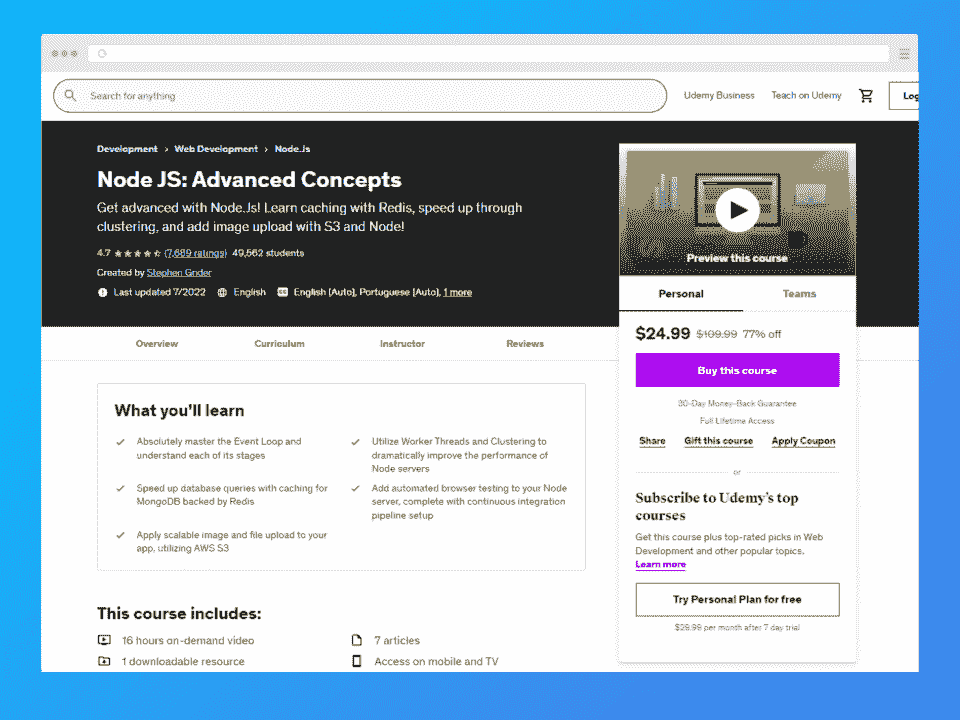 Search for anything
Udemy Business
Teach on Udemy
Log
Development > Web Development > Node.Js
Node JS: Advanced Concepts
Get advanced with Node.Js! Learn caching with Redis, speed up through
clustering, and add image upload with S3 and Node!
4.7 (7,689 ratings) 49,562 students
Created by Stephen Grider
Last updated 7/2022 English English [Auto], Portuguese [Auto], 1 more
Preview this course
Personal
Teams
$24.99 $109.99 77% off
Buy this course
30-Day Money-Back Guarantee
Full Lifetime Access
Share
Gift this course
Apply Coupon
or
Subscribe to Udemy's top
courses
Get this course plus top-rated picks in Web
Development and other popular topics.
Learn more
Try Personal Plan for free
$29.99 per month after 7 day trial
Overview
Curriculum
Instructor
Reviews
What you'll learn
Absolutely master the Event Loop and
understand each of its stages
Utilize Worker Threads and Clustering to
dramatically improve the performance of
Node servers
Speed up database queries with caching for
MongoDB backed by Redis
Add automated browser testing to your Node
server, complete with continuous integration
pipeline setup
Apply scalable image and file upload to your
app, utilizing AWS S3
This course includes:
16 hours on-demand video
7 articles
1 downloadable resource
Access on mobile and TV